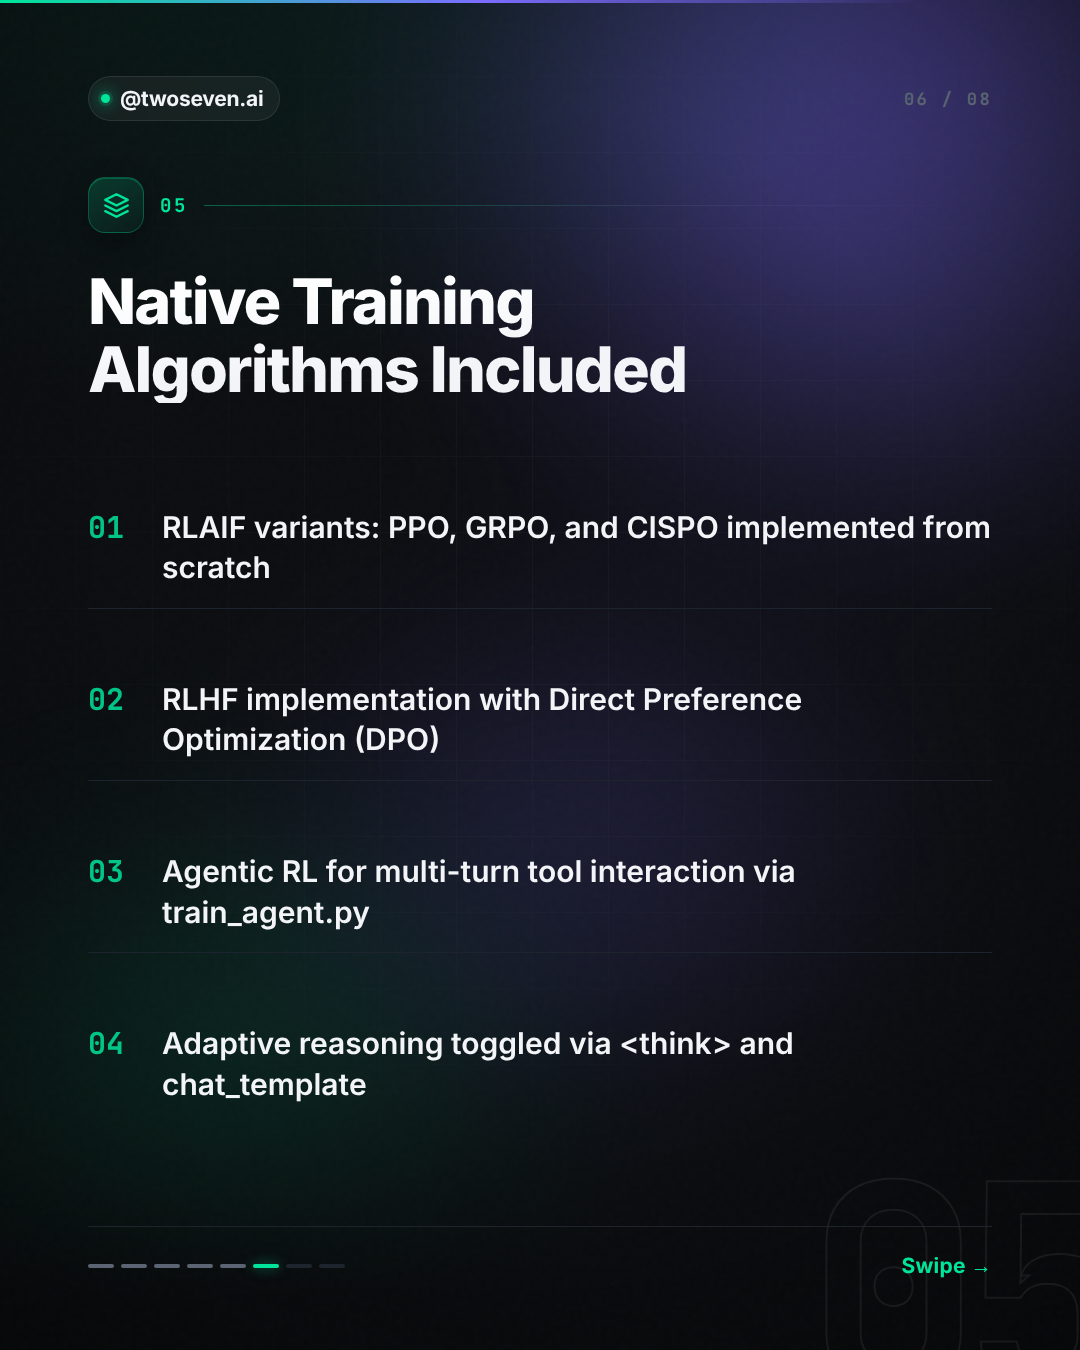 @twoseven.ai
06 / 08
05
Native Training
Algorithms Included
01 RLAIF variants: PPO, GRPO, and CISPO implemented from
scratch
02 RLHF implementation with Direct Preference
Optimization (DPO)
03 Agentic RL for multi-turn tool interaction via
train_agent.py
04 Adaptive reasoning toggled via <think> and
chat_template
Swipe →
05